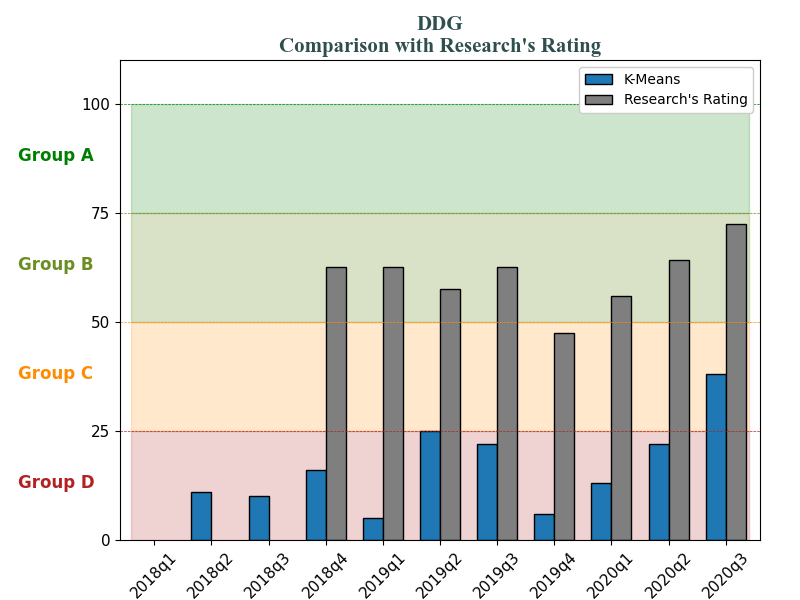 DDG
Comparison with Research's Rating
K-Means
Research's Rating
100
Group A
75
Group B
50
Group C
25
Group D
0
2018q1
2018q2
2018q3
2018q4
2019q1
2019q2
2019q3
2019q4
2020q1
2020q2
2020q3